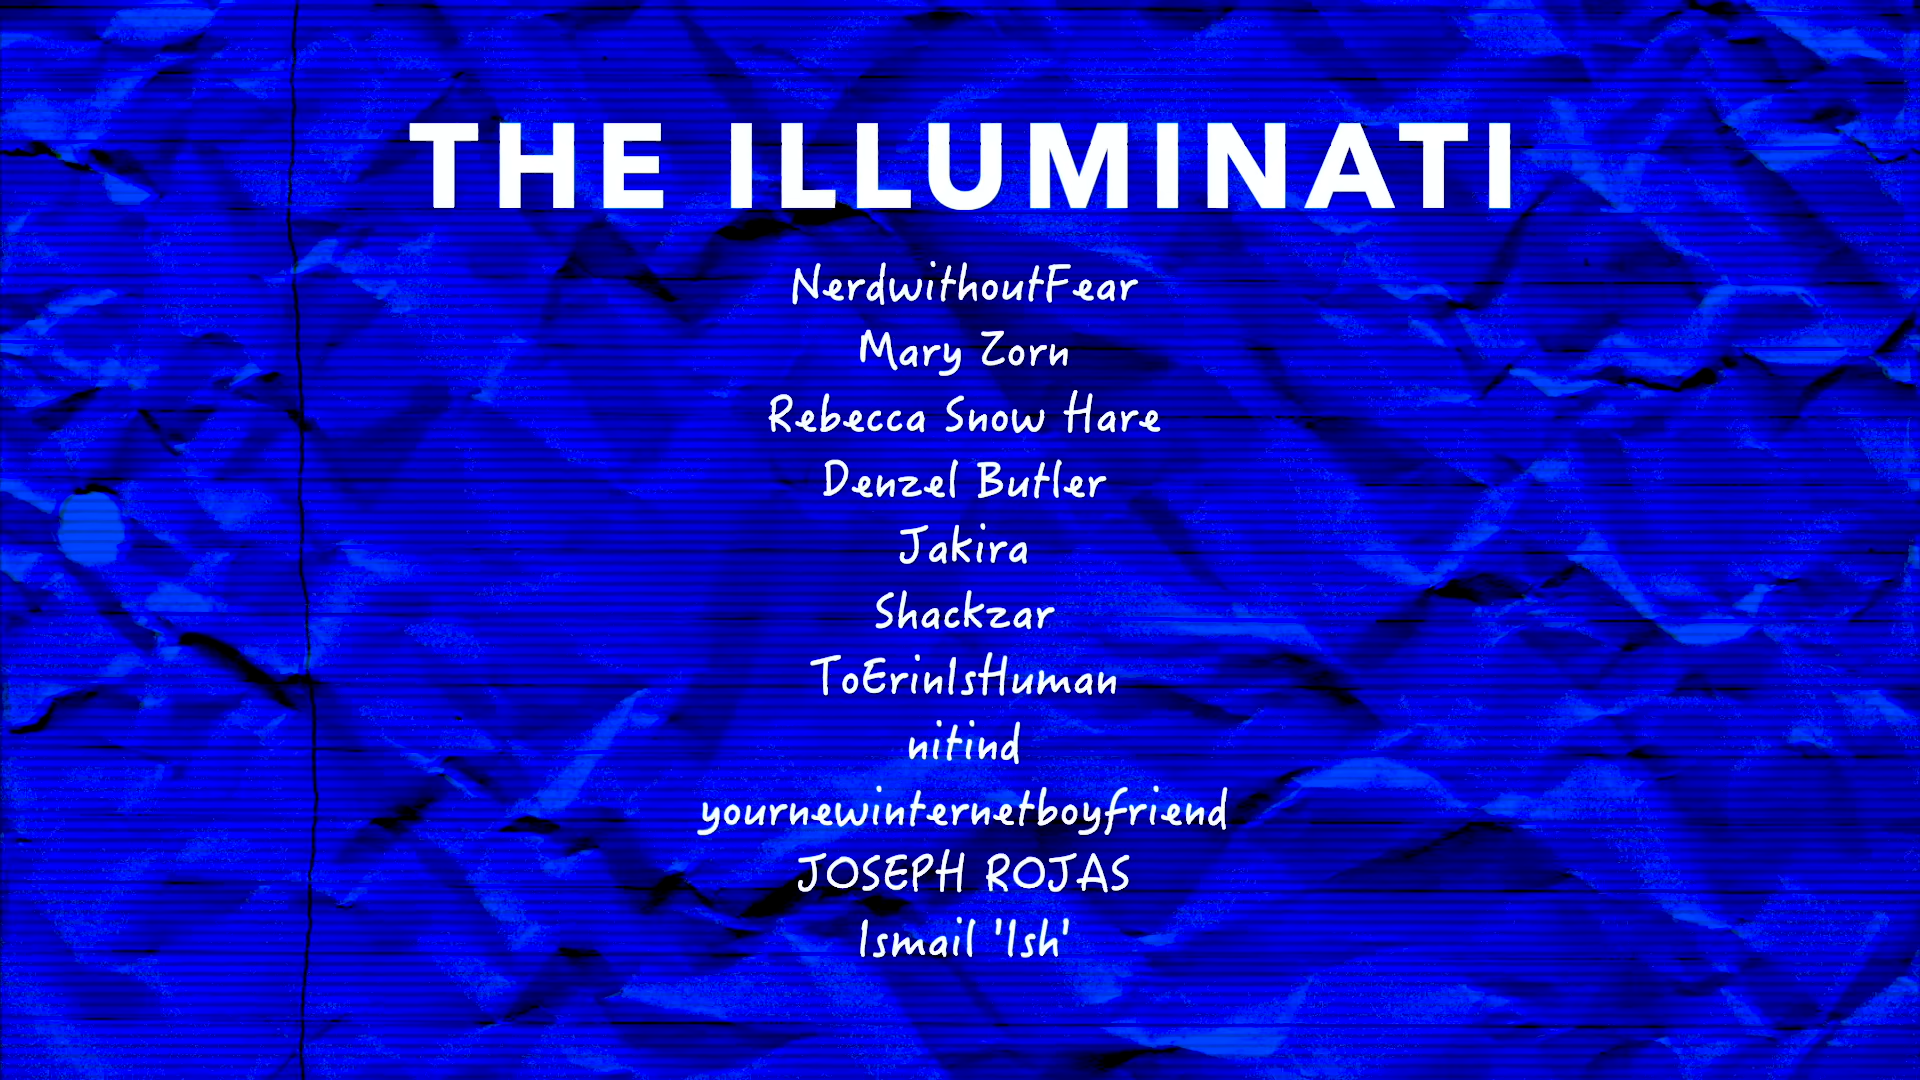 THE ILLUMINATI
NerdwithoutFear
Mary Zorn
Rebecca Snow Hare
Denzel Butler
Jakira
Shackzar
ToErinIsHuman
nitind
yournewinternetboyfriend
JOSEPH ROJAS
Ismail 'Ish'